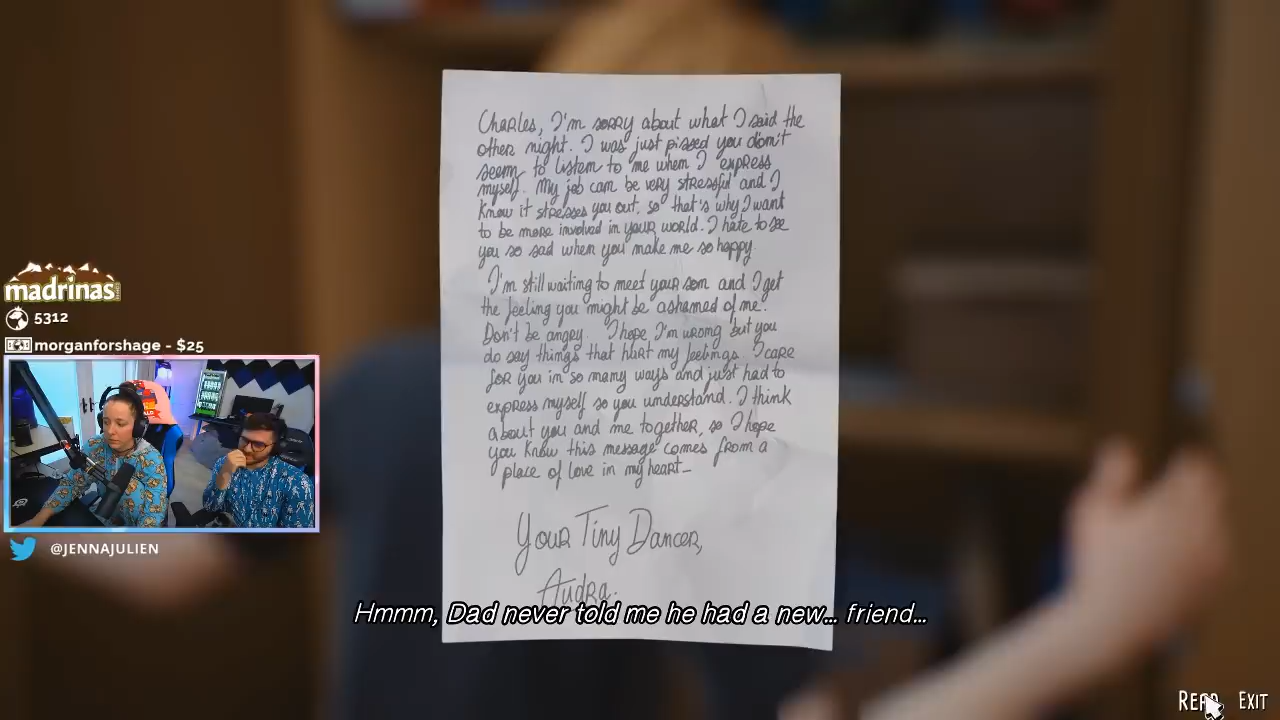 Charles, I'm sorry about what I said the
other night. I was just pissed you don't
seem to listen to me when I express
myself. My job can be very stressful and I
know it stresses you out, so that's why I want
to be more involved in your world. I hate to see
you so sad when you make me so happy.
I'm still waiting to meet your son and I get
the feeling you might be ashamed of me.
Don't be angry. I hope I'm wrong but you
do say things that hurt my feelings. I care
for you in so many ways and just had to
express myself so you understand. I think
about you and me together, so I hope
you know this message comes from a
place of love in my heart—
Your Tiny Dancer,
Audra.
Hmmm, Dad never told me he had a new... friend...
madrinas
5312
morganforshage - $25
@JENNAJULIEN
READ EXIT